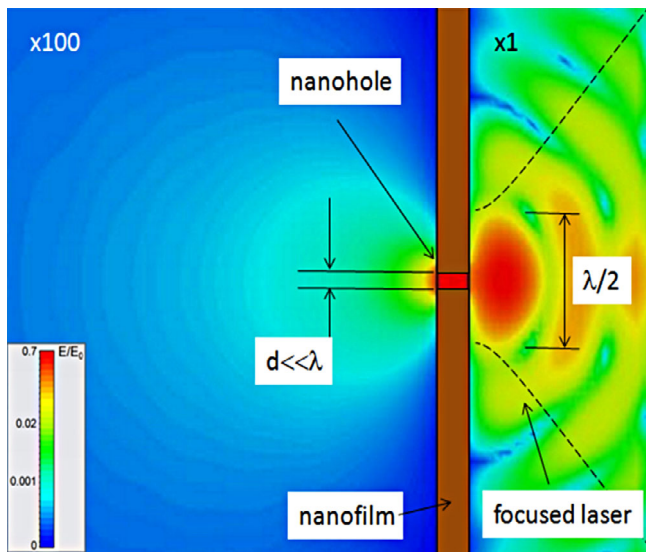 x100
x1
nanohole
λ/2
d<<λ
E/E₀
0.7
0.02
0.001
0
nanofilm
focused laser